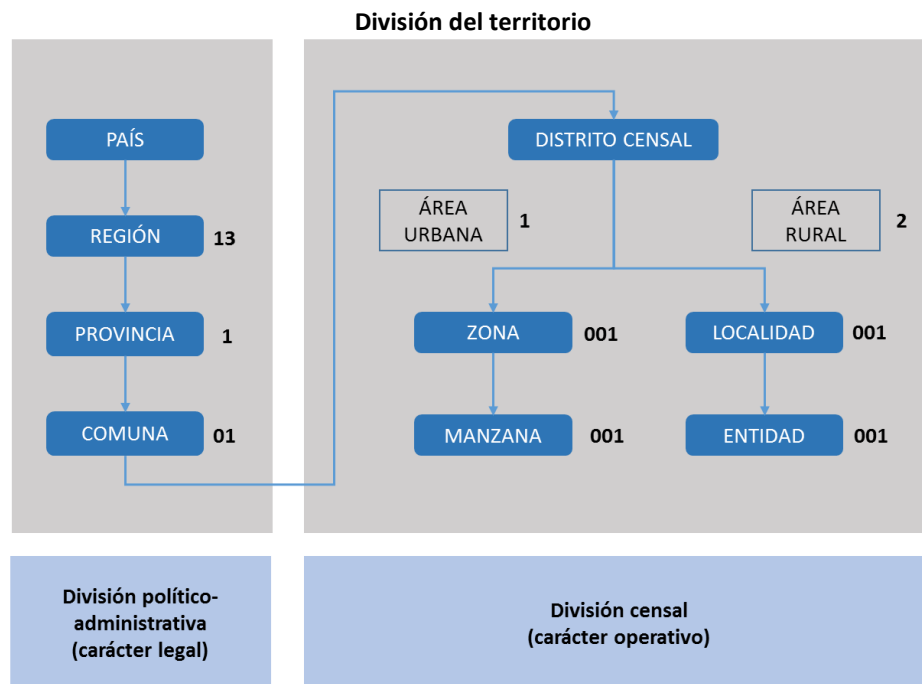 División del territorio
PAÍS
REGIÓN 13
PROVINCIA 1
COMUNA 01
DISTRITO CENSAL
ÁREA
URBANA
1
ÁREA
RURAL
2
ZONA 001
LOCALIDAD 001
MANZANA 001
ENTIDAD 001
División político-
administrativa
(carácter legal)
División censal
(carácter operativo)